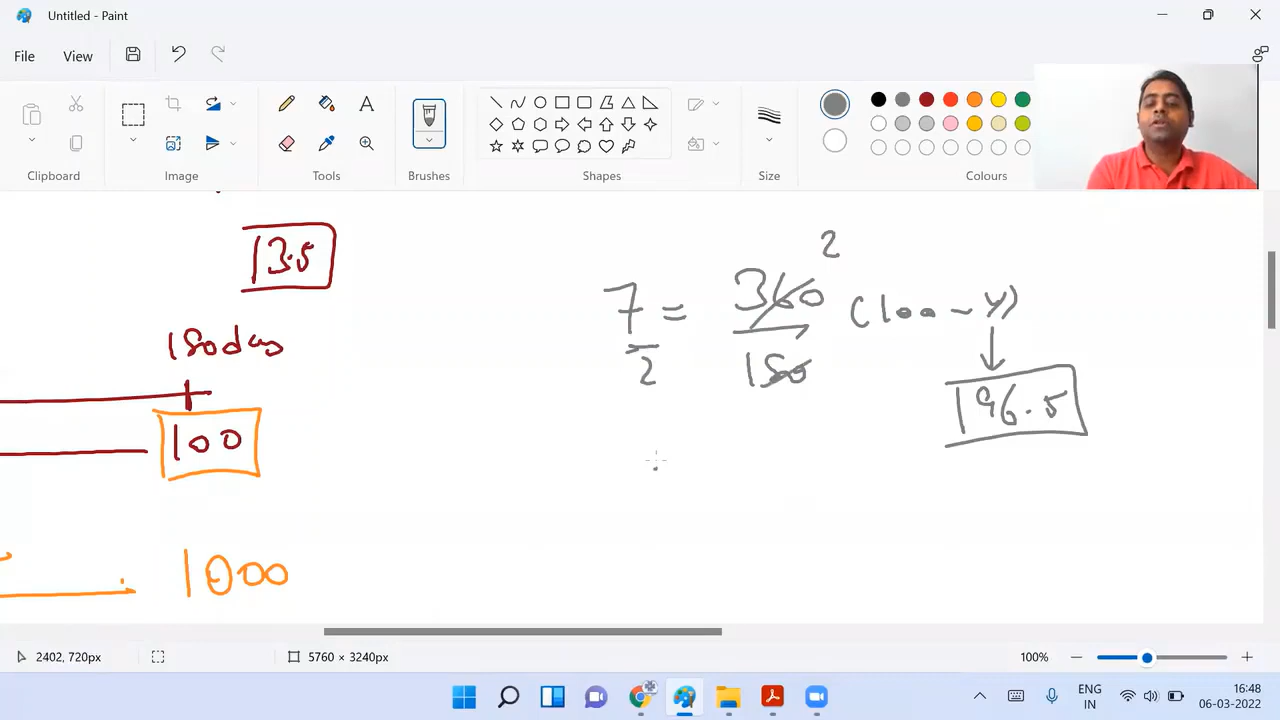 Untitled - Paint
File View
Clipboard Image Tools Brushes Shapes Size Colours
13.5
2
7 = 360 (100 - Y)
2 180
180 days
196.5
100
1000
2402, 720px 5760 × 3240px 100%
ENG
IN
16:48
06-03-2022